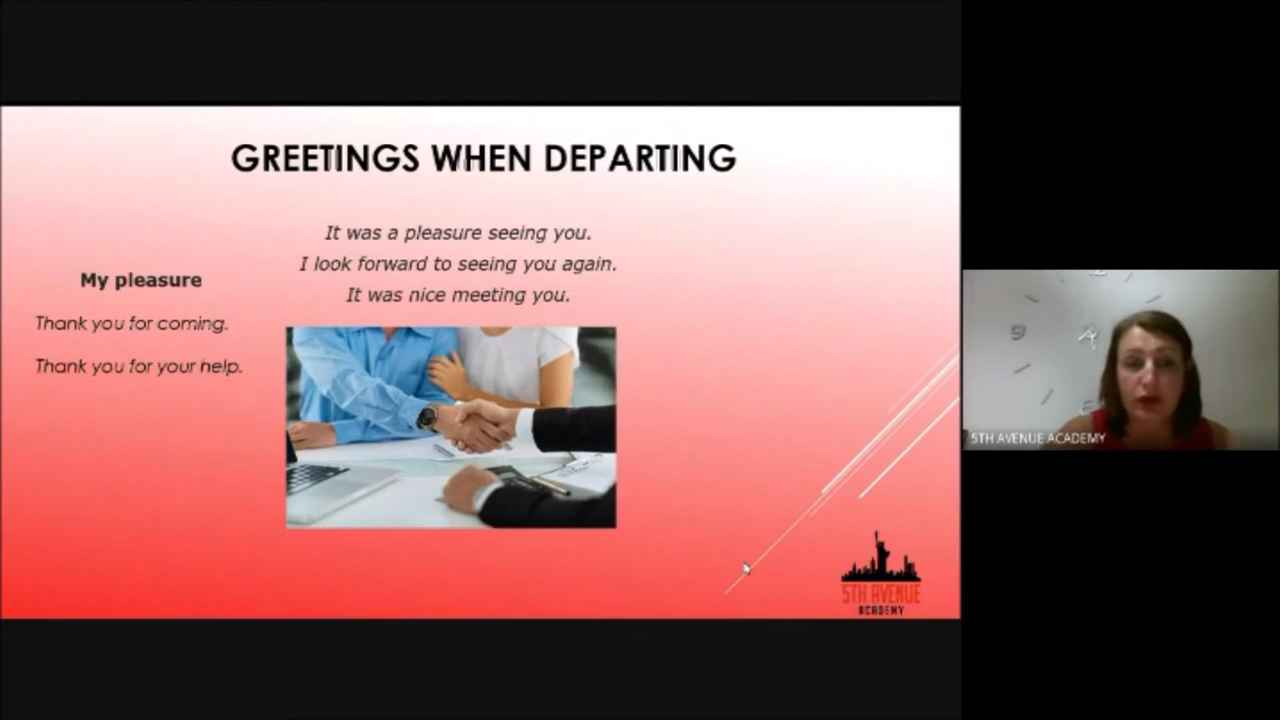 GREETINGS WHEN DEPARTING
It was a pleasure seeing you.
I look forward to seeing you again.
It was nice meeting you.
My pleasure
Thank you for coming.
Thank you for your help.
5TH AVENUE
ACADEMY
9
5TH AVENUE ACADEMY